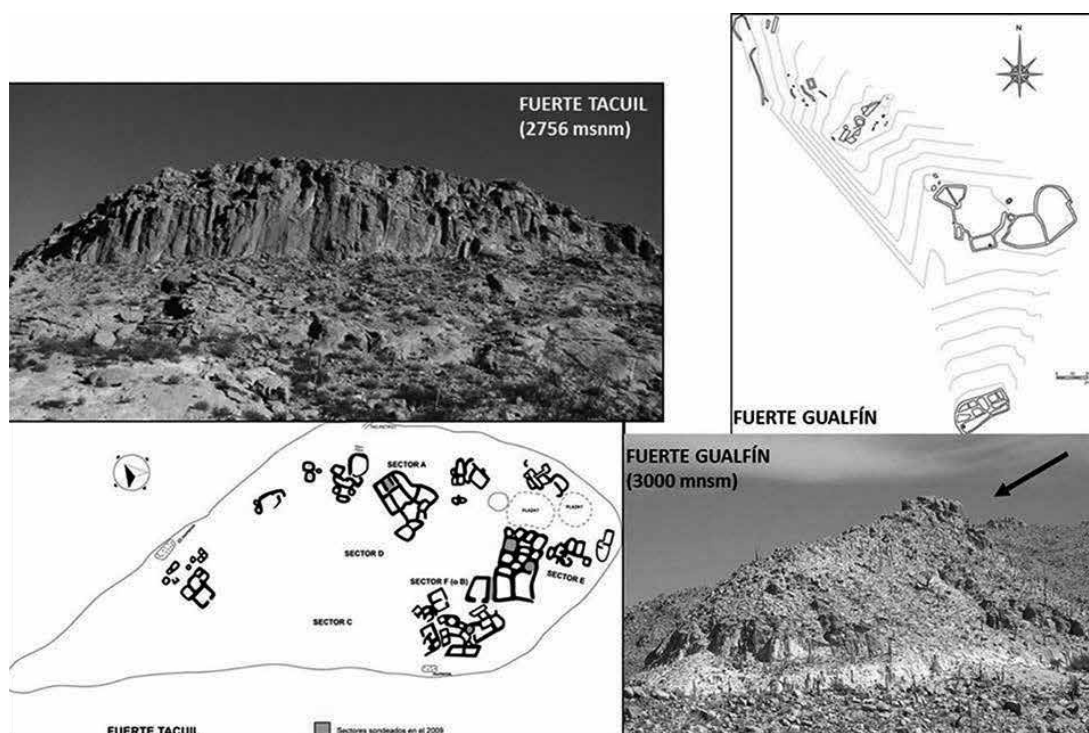 FUERTE TACUIL
(2756 msnm)
N
FUERTE GUALFÍN
FUERTE GUALFÍN
(3000 mnsm)
SECTOR A
PLAZA?
PLAZA?
SECTOR D
SECTOR E
SECTOR F (o B)
SECTOR C
FUERTE TACUIL
Sectores sondeados en el 2009